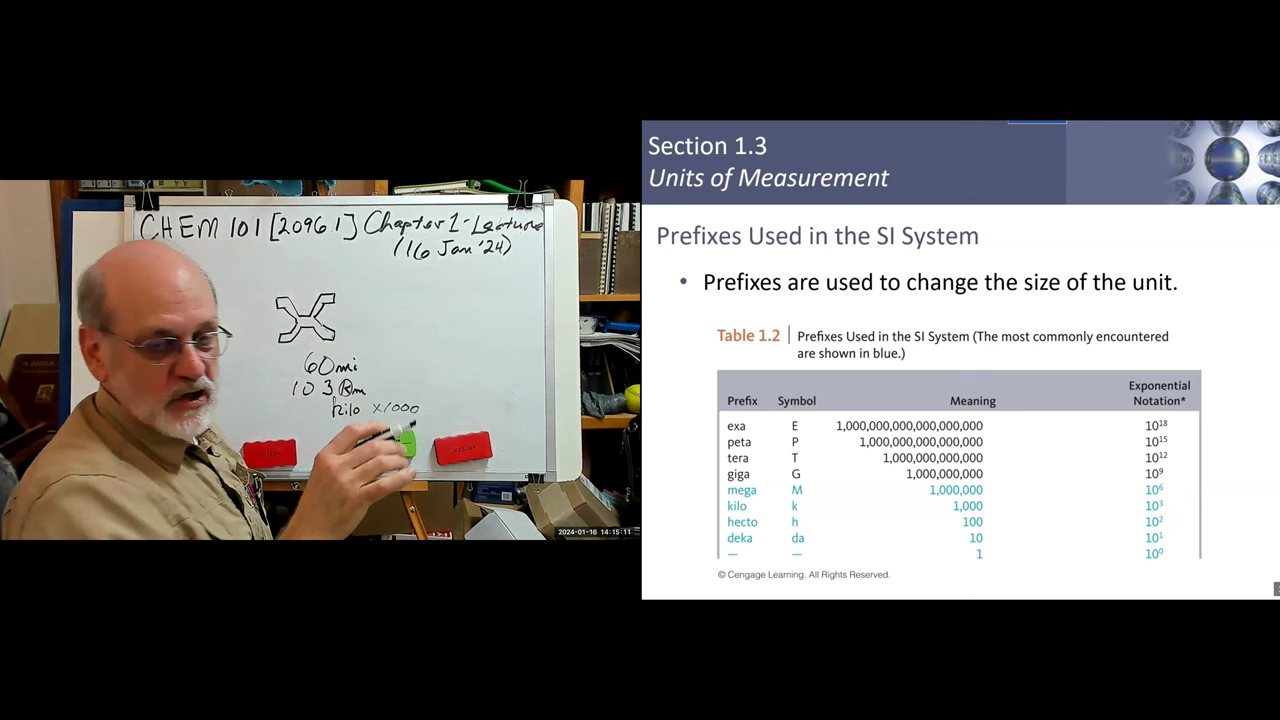 CHEM 101 [20961] Chapter 1 - Lecture
(16 Jan '24)
60mi
103 Km
kilo x1000
2024-01-16 14:15:11
Section 1.3
Units of Measurement
Prefixes Used in the SI System
• Prefixes are used to change the size of the unit.
Table 1.2 | Prefixes Used in the SI System (The most commonly encountered
are shown in blue.)
Exponential
Prefix Symbol Meaning Notation*
exa E 1,000,000,000,000,000,000 10¹⁸
peta P 1,000,000,000,000,000 10¹⁵
tera T 1,000,000,000,000 10¹²
giga G 1,000,000,000 10⁹
mega M 1,000,000 10⁶
kilo k 1,000 10³
hecto h 100 10²
deka da 10 10¹
— — 1 10⁰
© Cengage Learning. All Rights Reserved.